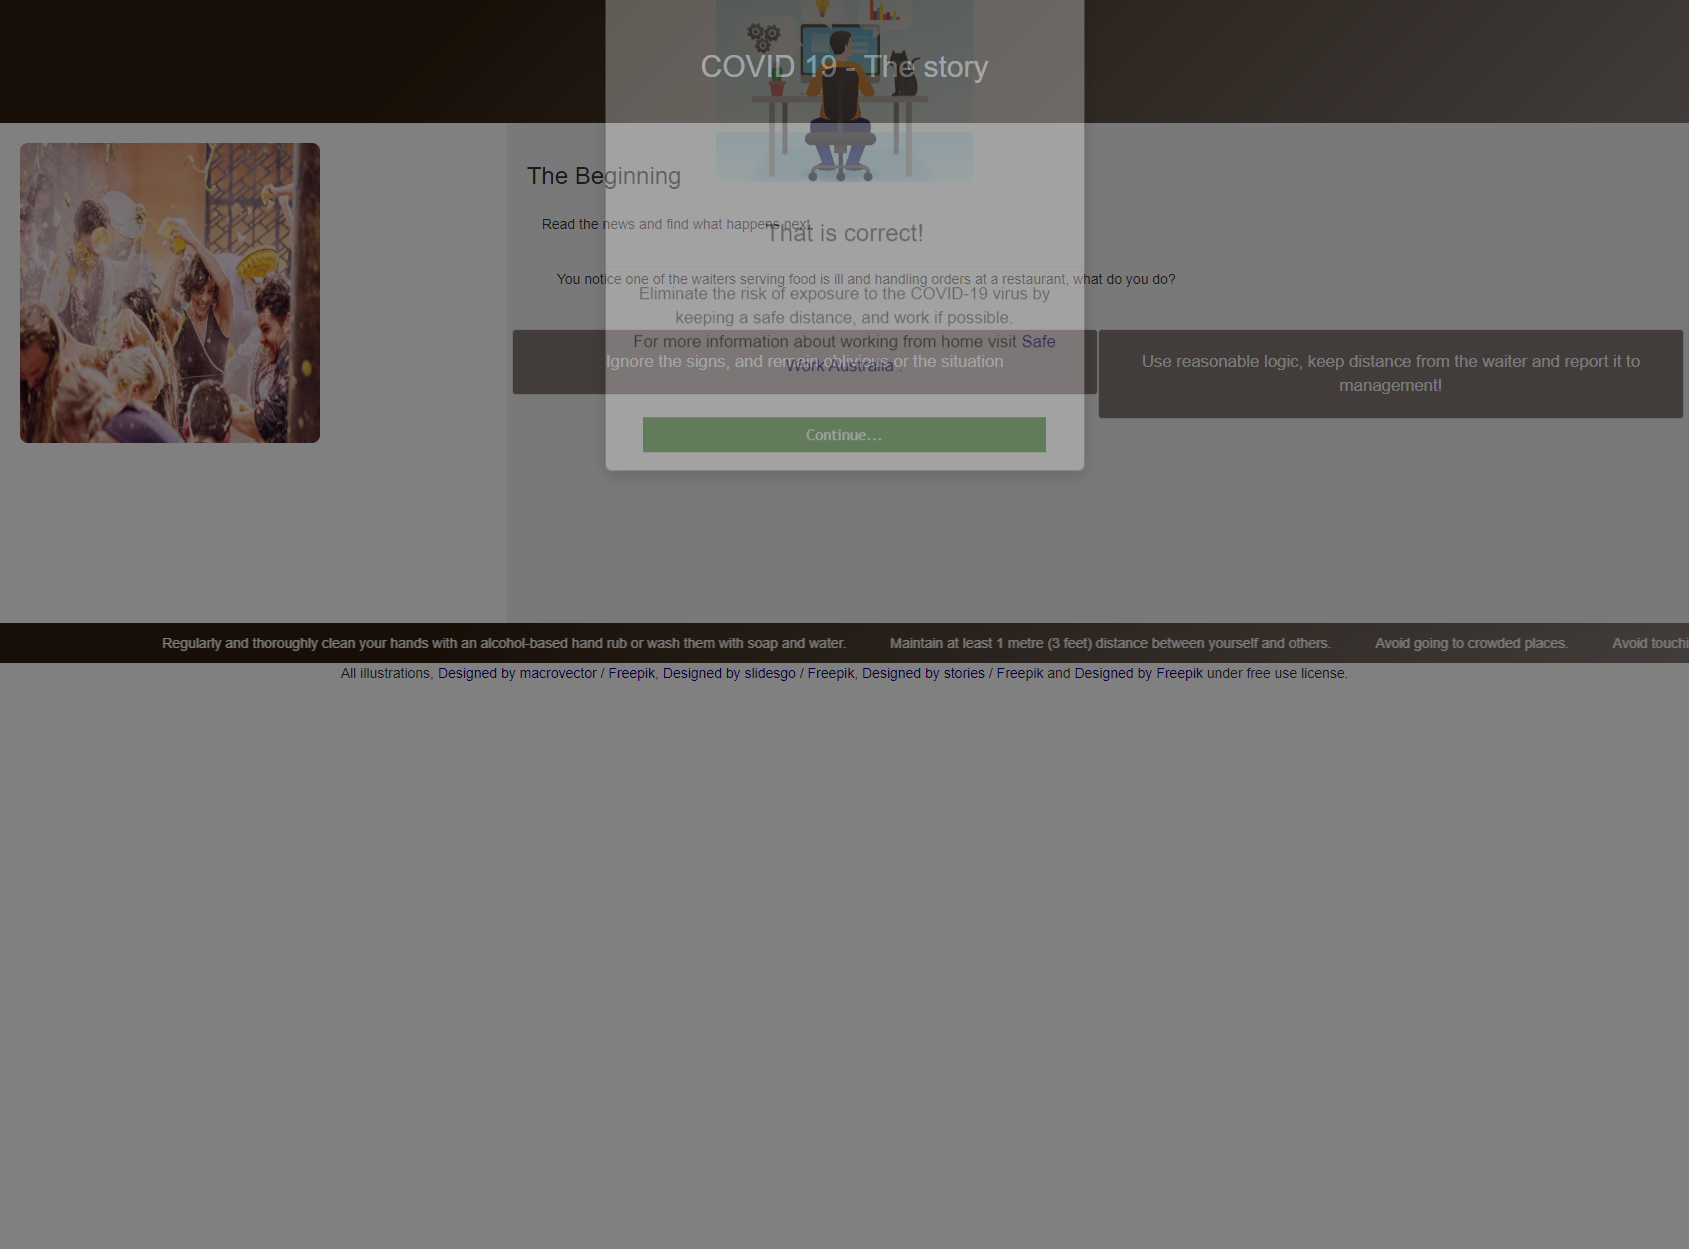 COVID 19 - The story
The Beginning
Read the news and find what happens next.
That is correct!
You notice one of the waiters serving food is ill and handling orders at a restaurant, what do you do?
Eliminate the risk of exposure to the COVID-19 virus by
keeping a safe distance, and work if possible.
For more information about working from home visit Safe
Work Australia .
Ignore the signs, and remain oblivious or the situation
Use reasonable logic, keep distance from the waiter and report it to
management!
Continue...
Regularly and thoroughly clean your hands with an alcohol-based hand rub or wash them with soap and water. Maintain at least 1 metre (3 feet) distance between yourself and others. Avoid going to crowded places. Avoid touchi
All illustrations, Designed by macrovector / Freepik, Designed by slidesgo / Freepik, Designed by stories / Freepik and Designed by Freepik under free use license.